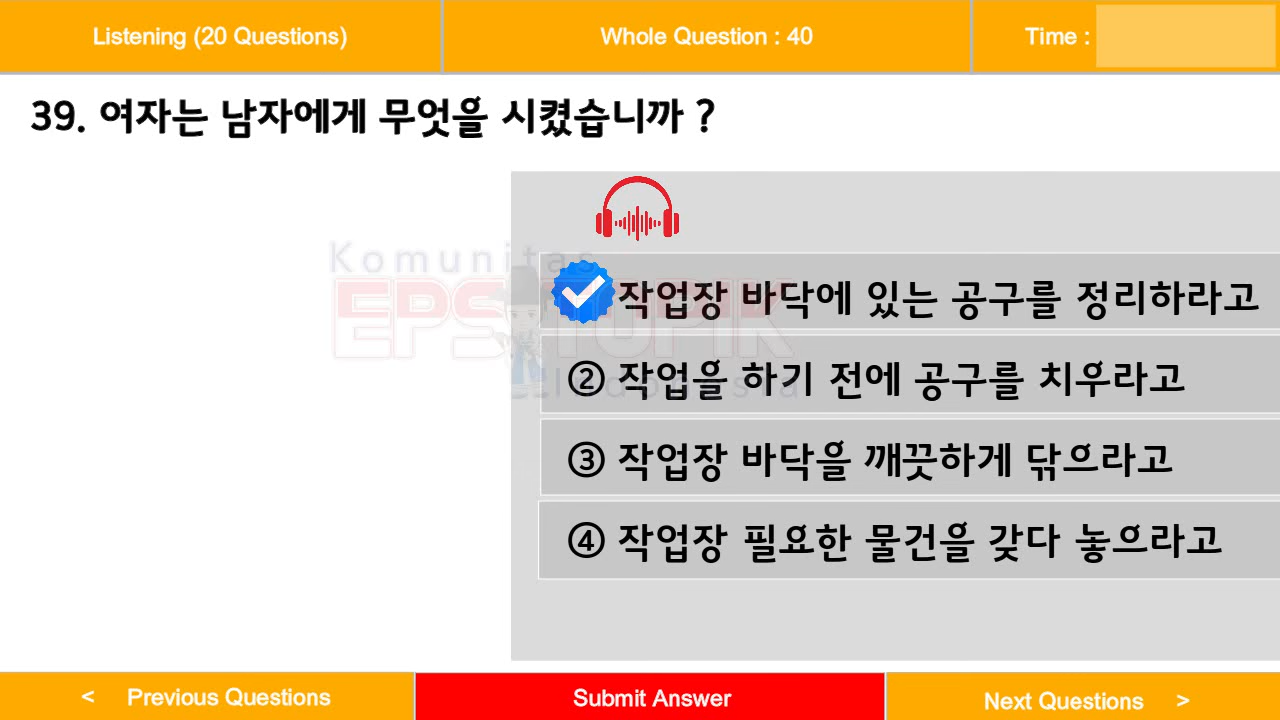 Listening (20 Questions)
Whole Question : 40
Time :
39. 여자는 남자에게 무엇을 시켰습니까 ?
Komunitas
EPS TOPIK
Indonesia
작업장 바닥에 있는 공구를 정리하라고
② 작업을 하기 전에 공구를 치우라고
③ 작업장 바닥을 깨끗하게 닦으라고
④ 작업장 필요한 물건을 갖다 놓으라고
< Previous Questions
Submit Answer
Next Questions >